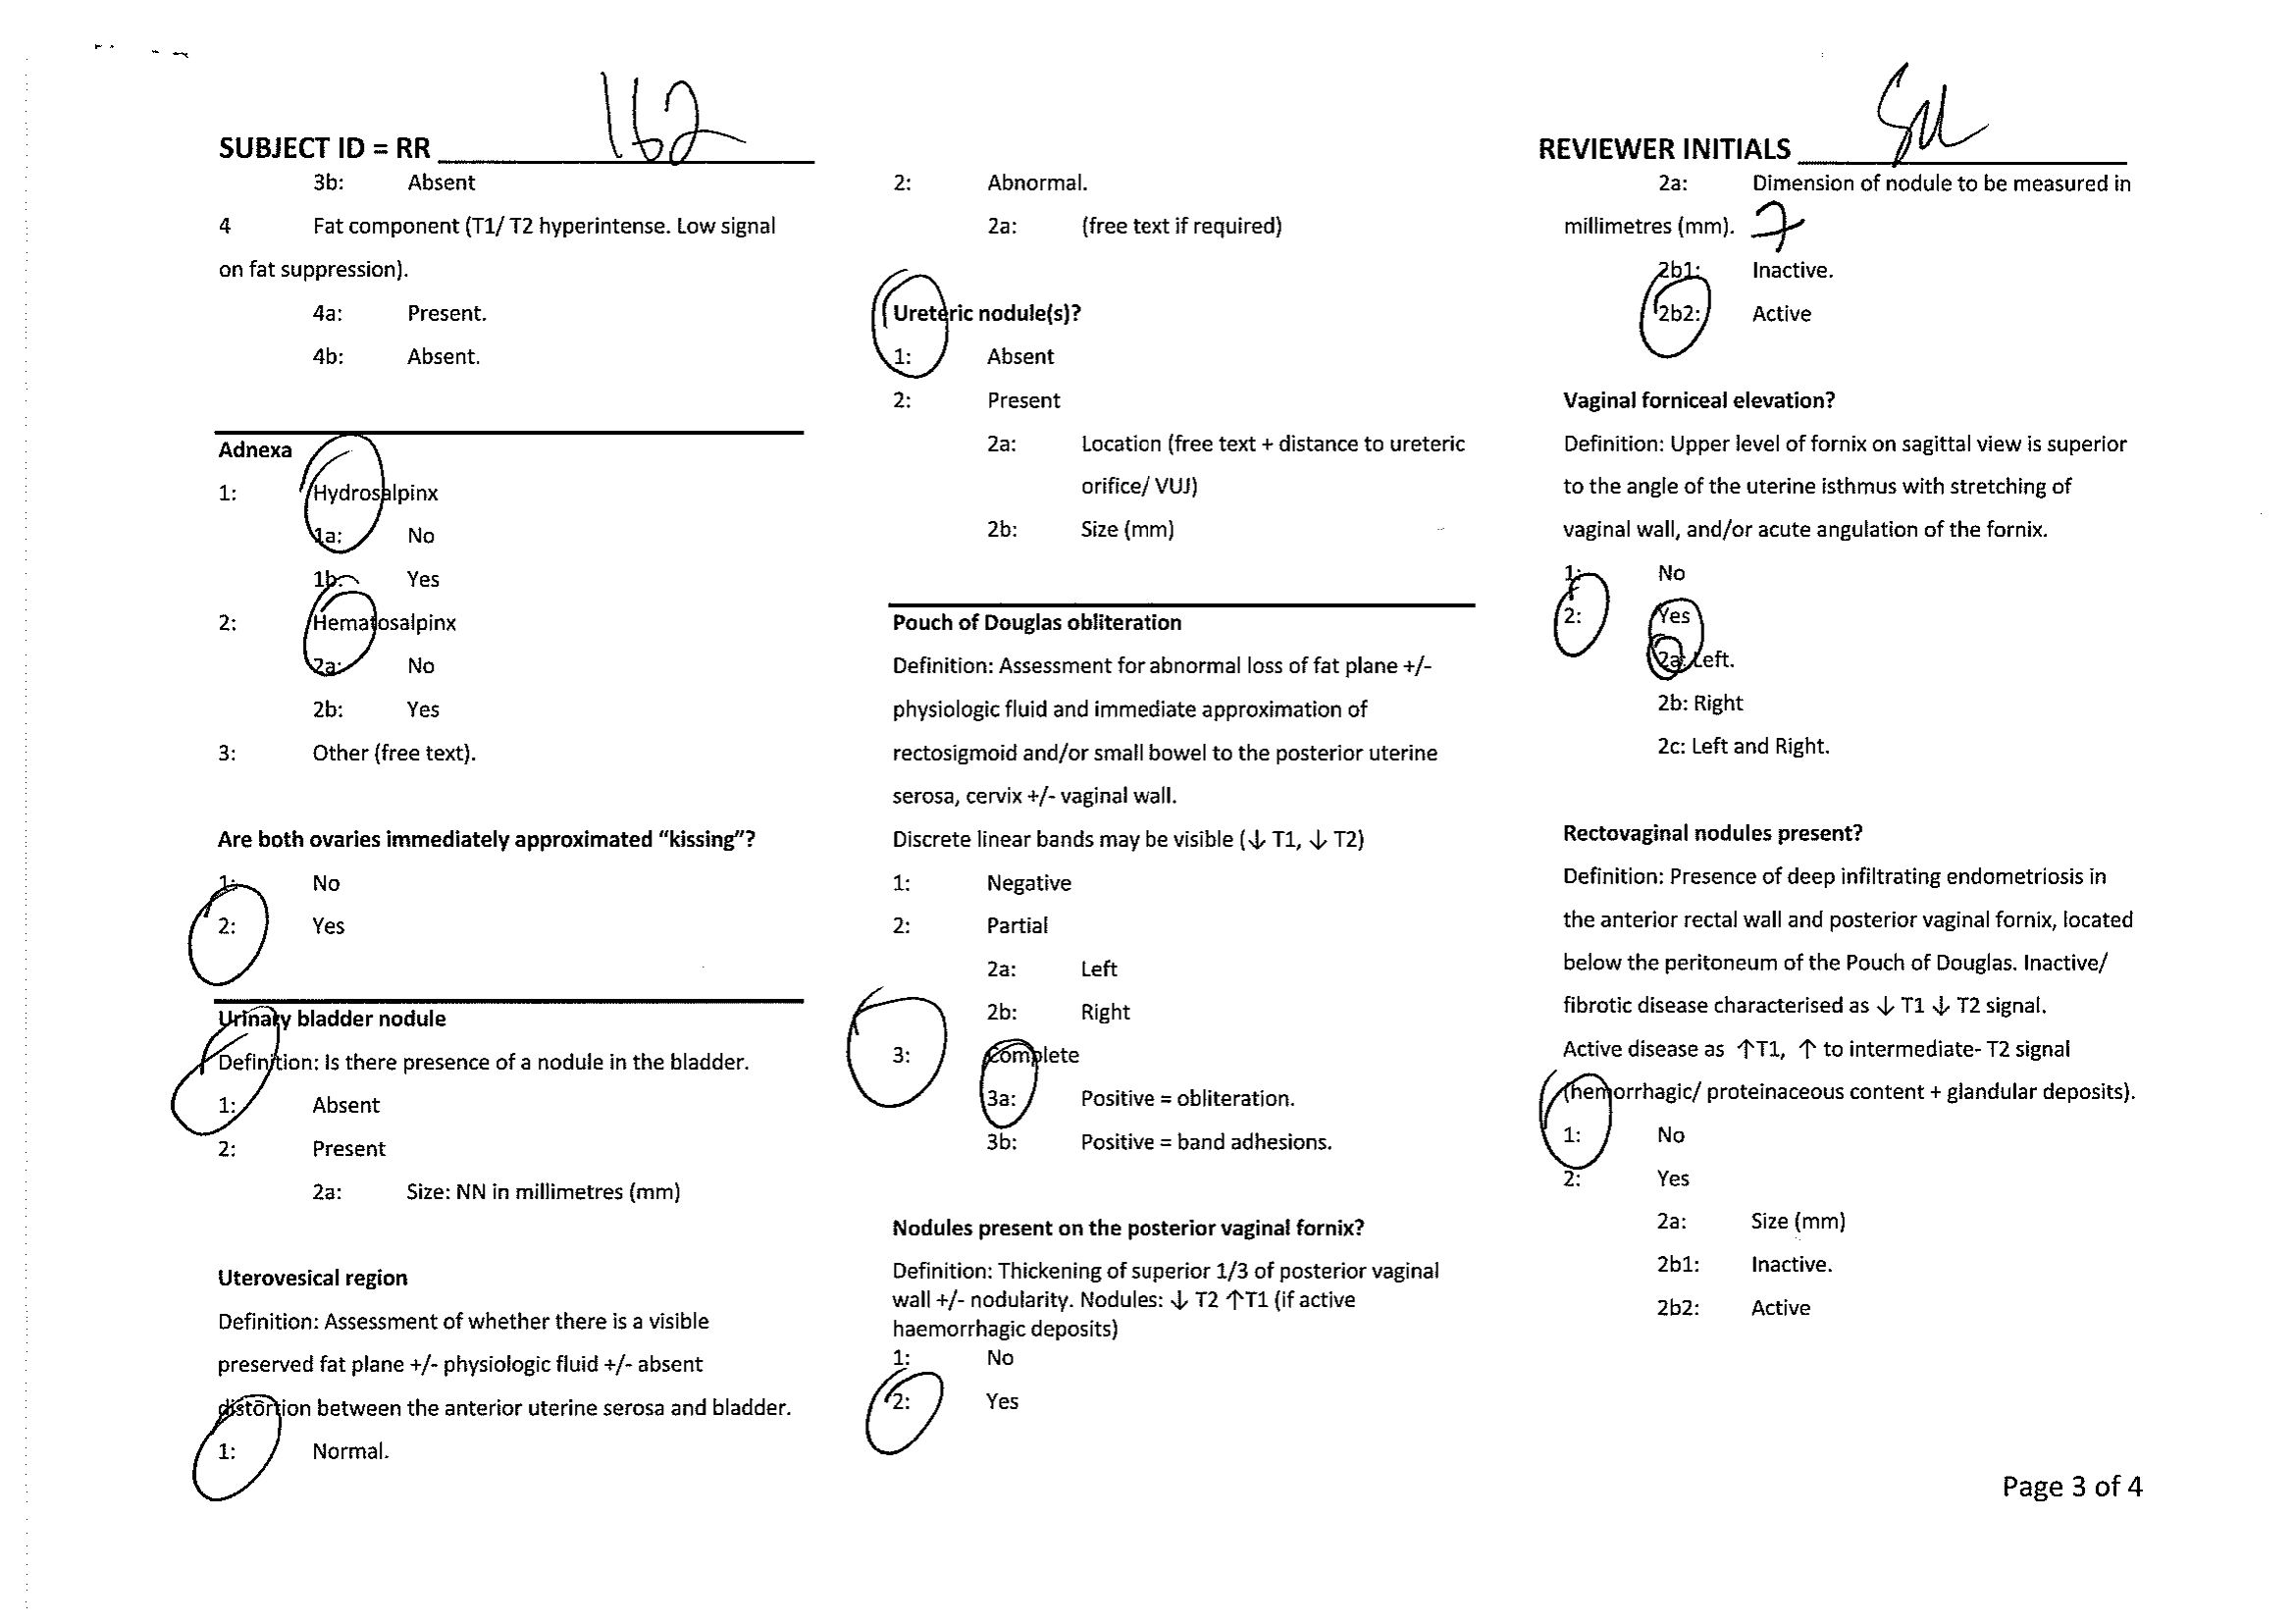 SUBJECT ID = RR 162
3b: Absent
4 Fat component (T1/ T2 hyperintense. Low signal
on fat suppression).
4a: Present.
4b: Absent.
Adnexa
1: Hydrosalpinx
1a: No
1b: Yes
2: Hematosalpinx
2a: No
2b: Yes
3: Other (free text).
Are both ovaries immediately approximated “kissing”?
1: No
2: Yes
Urinary bladder nodule
Definition: Is there presence of a nodule in the bladder.
1: Absent
2: Present
2a: Size: NN in millimetres (mm)
Uterovesical region
Definition: Assessment of whether there is a visible
preserved fat plane +/- physiologic fluid +/- absent
distortion between the anterior uterine serosa and bladder.
1: Normal.
2: Abnormal.
2a: (free text if required)
Ureteric nodule(s)?
1: Absent
2: Present
2a: Location (free text + distance to ureteric
orifice/ VUJ)
2b: Size (mm)
Pouch of Douglas obliteration
Definition: Assessment for abnormal loss of fat plane +/-
physiologic fluid and immediate approximation of
rectosigmoid and/or small bowel to the posterior uterine
serosa, cervix +/- vaginal wall.
Discrete linear bands may be visible (↓ T1, ↓ T2)
1: Negative
2: Partial
2a: Left
2b: Right
3: Complete
3a: Positive = obliteration.
3b: Positive = band adhesions.
Nodules present on the posterior vaginal fornix?
Definition: Thickening of superior 1/3 of posterior vaginal
wall +/- nodularity. Nodules: ↓ T2 ↑T1 (if active
haemorrhagic deposits)
1: No
2: Yes
REVIEWER INITIALS
2a: Dimension of nodule to be measured in
millimetres (mm). 7
2b1: Inactive.
2b2: Active
Vaginal forniceal elevation?
Definition: Upper level of fornix on sagittal view is superior
to the angle of the uterine isthmus with stretching of
vaginal wall, and/or acute angulation of the fornix.
1: No
2: Yes
2a: Left.
2b: Right
2c: Left and Right.
Rectovaginal nodules present?
Definition: Presence of deep infiltrating endometriosis in
the anterior rectal wall and posterior vaginal fornix, located
below the peritoneum of the Pouch of Douglas. Inactive/
fibrotic disease characterised as ↓ T1 ↓ T2 signal.
Active disease as ↑T1, ↑ to intermediate- T2 signal
(hemorrhagic/ proteinaceous content + glandular deposits).
1: No
2: Yes
2a: Size (mm)
2b1: Inactive.
2b2: Active
Page 3 of 4